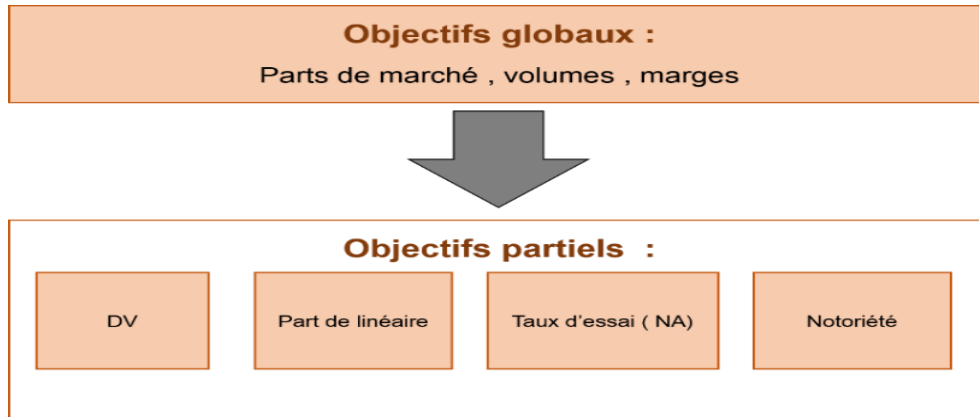 Objectifs globaux :
Parts de marché , volumes , marges
Objectifs partiels :
DV
Part de linéaire
Taux d'essai ( NA)
Notoriété